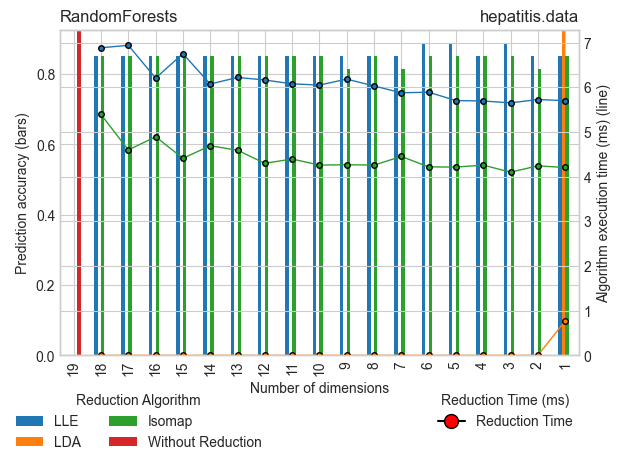 RandomForests hepatitis.data
Prediction accuracy (bars)
0.8
0.6
0.4
0.2
0.0
7
6
5
4
3
2
1
0
Algorithm execution time (ms) (line)
19 18 17 16 15 14 13 12 11 10 9 8 7 6 5 4 3 2 1
Number of dimensions
Reduction Algorithm
LLE Isomap
LDA Without Reduction
Reduction Time (ms)
Reduction Time